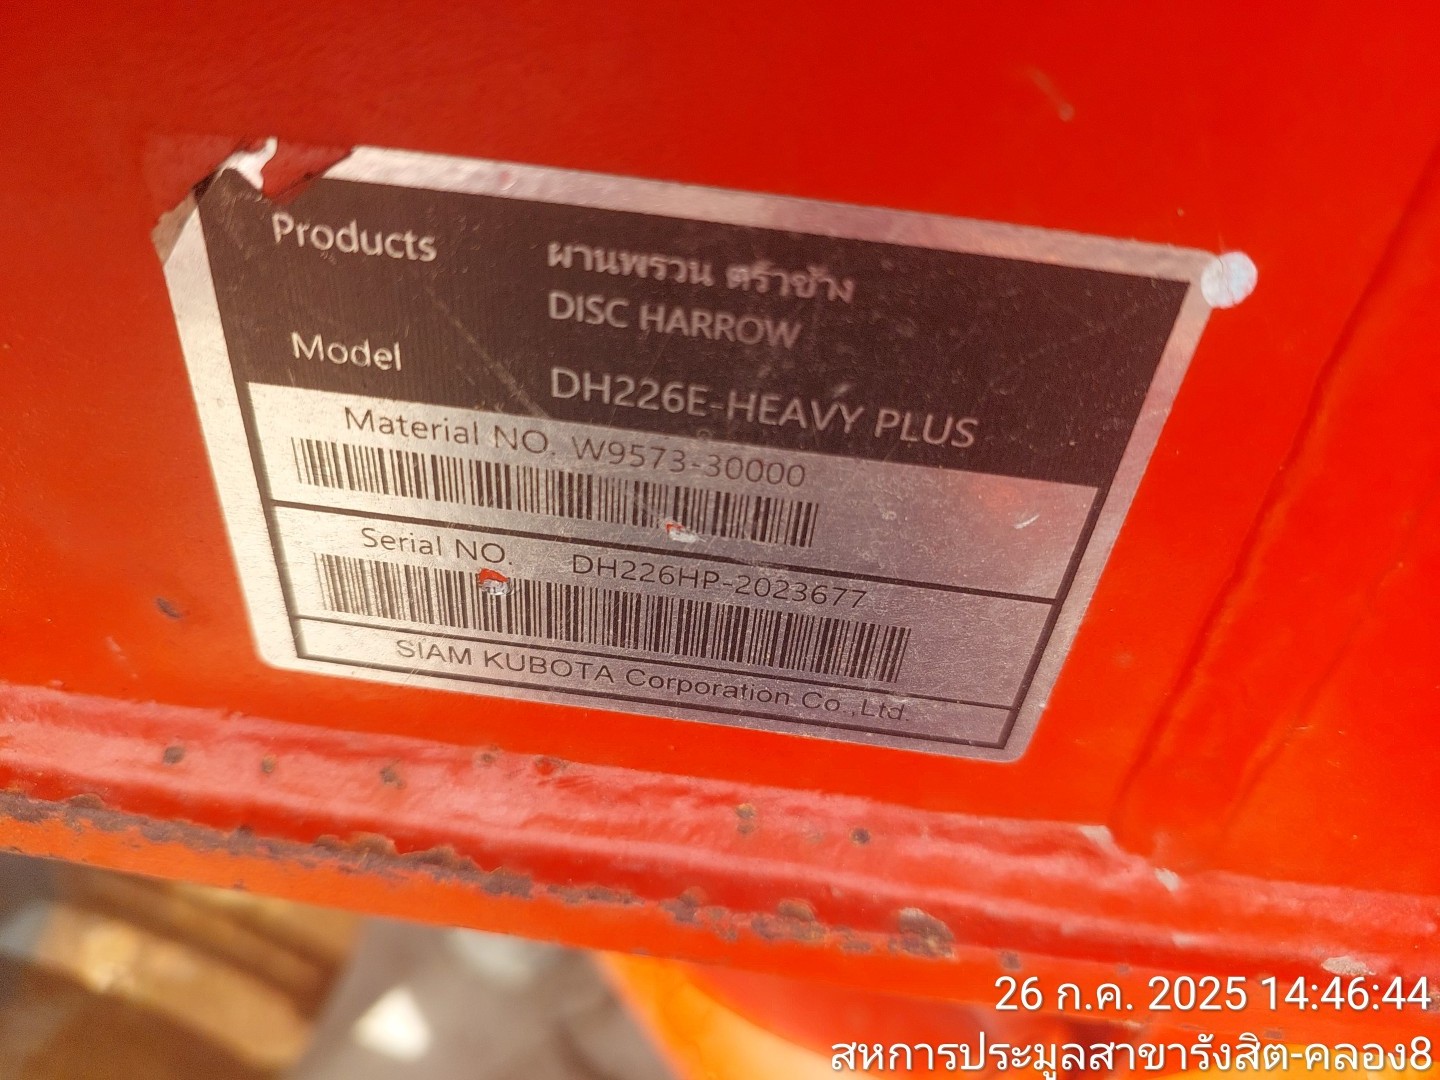 Products ผานพรวน ตราช้าง
DISC HARROW
Model DH226E-HEAVY PLUS
Material NO. W9573-30000
Serial NO. DH226HP-2023677
SIAM KUBOTA Corporation Co.,Ltd.
26 ก.ค. 2025 14:46:44
สหการประมูลสาขารังสิต-คลอง8